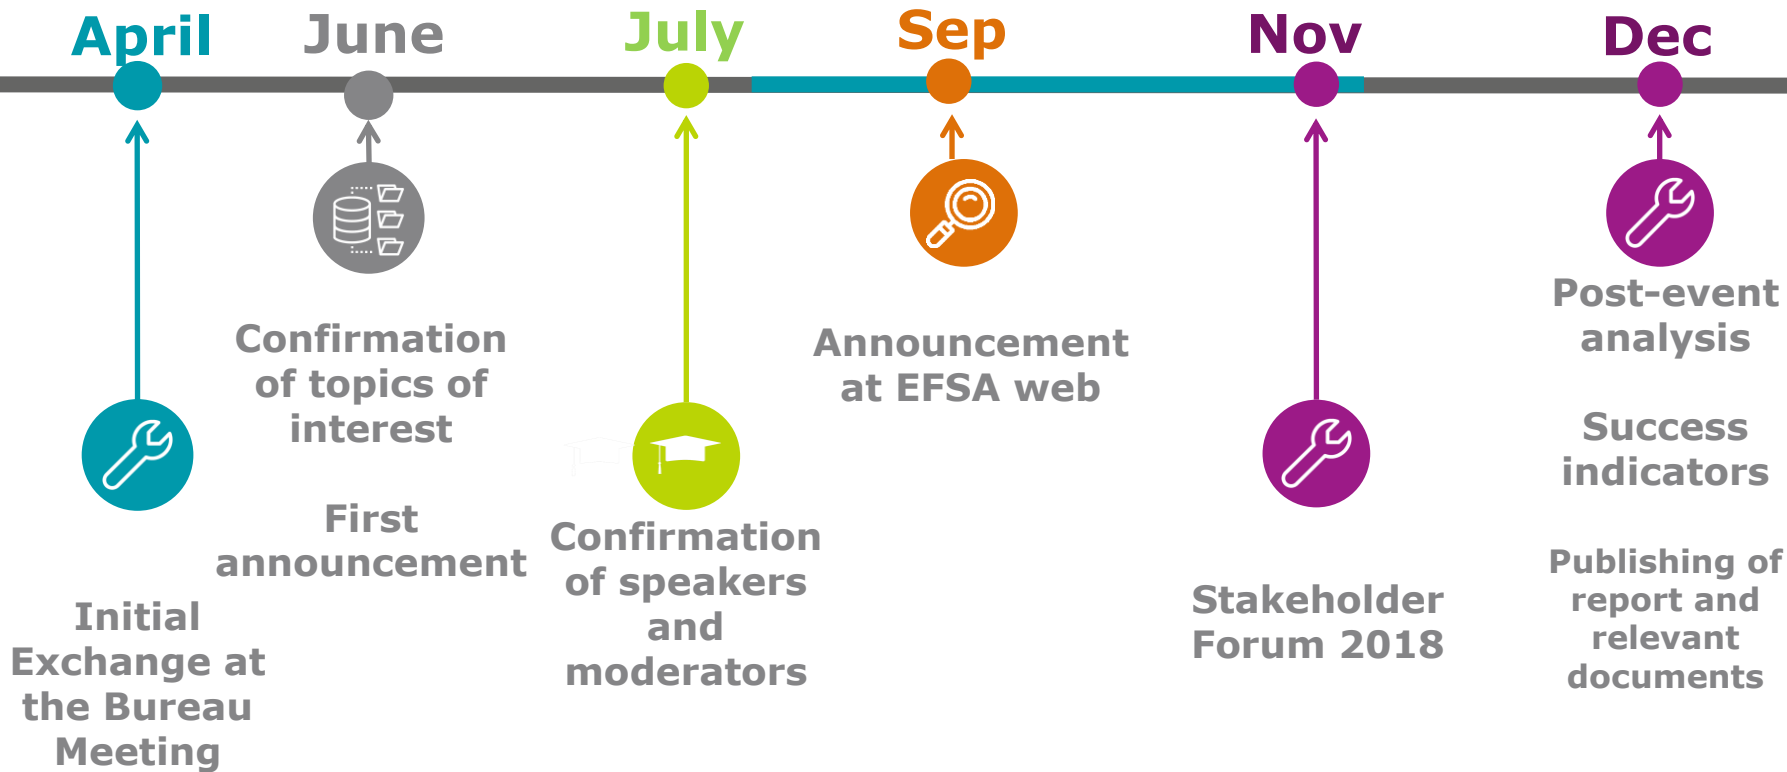 April
June
July
Sep
Nov
Dec
Initial
Exchange at
the Bureau
Meeting
Confirmation
of topics of
interest
First
announcement
Confirmation
of speakers
and
moderators
Announcement
at EFSA web
Stakeholder
Forum 2018
Post-event
analysis
Success
indicators
Publishing of
report and
relevant
documents